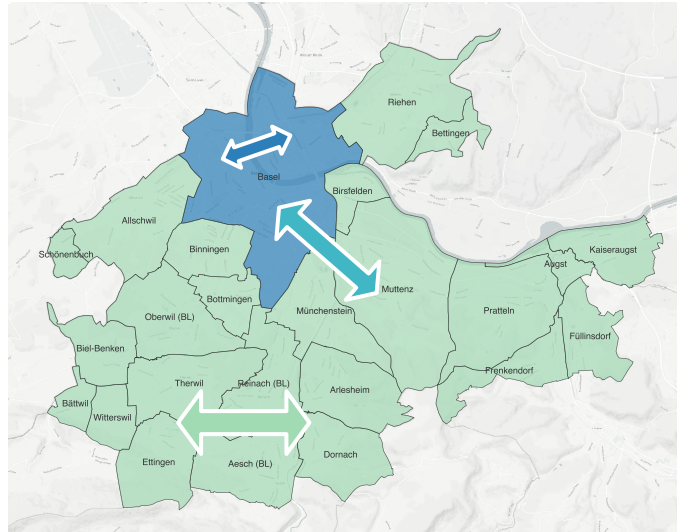 Riehen
Bettingen
Basel
Birsfelden
Allschwil
Binningen
Schönenbuch
Kaiseraugst
Augst
Muttenz
Bottmingen
Münchenstein
Pratteln
Oberwil (BL)
Füllinsdorf
Biel-Benken
Frenkendorf
Therwil
Reinach (BL)
Arlesheim
Bättwil
Witterswil
Dornach
Ettingen
Aesch (BL)